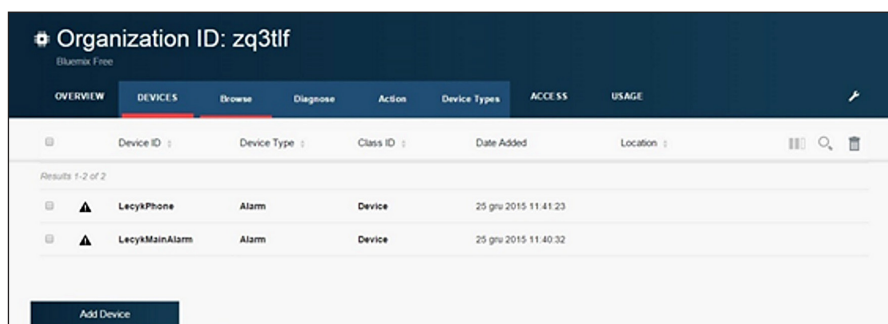 Organization ID: zq3tlf
Bluemix Free
OVERVIEW DEVICES Browse Diagnose Action Device Types ACCESS USAGE
Device ID Device Type Class ID Date Added Location
Results 1-2 of 2
LecykPhone Alarm Device 25 gru 2015 11:41:23
LecykMainAlarm Alarm Device 25 gru 2015 11:40:32
Add Device